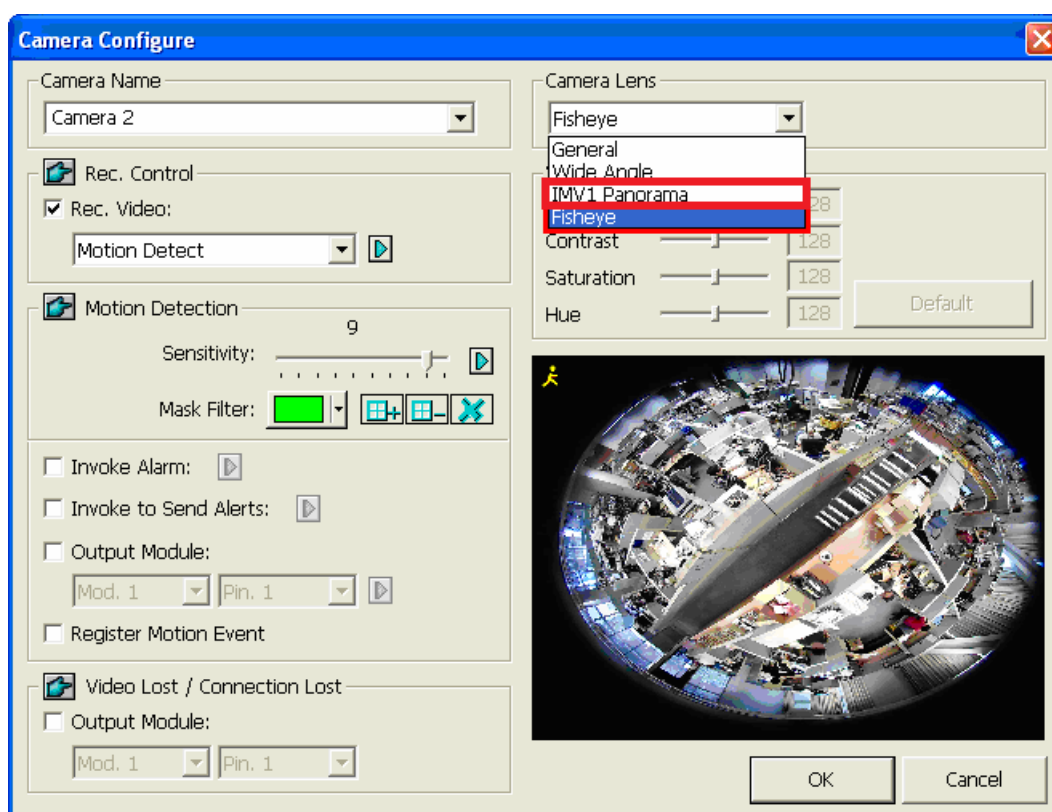 Camera Configure
Camera Name
Camera 2
Rec. Control
Rec. Video:
Motion Detect
Motion Detection
9
Sensitivity:
Mask Filter:
Invoke Alarm:
Invoke to Send Alerts:
Output Module:
Mod. 1 Pin. 1
Register Motion Event
Video Lost / Connection Lost
Output Module:
Mod. 1 Pin. 1
Camera Lens
Fisheye
General
Wide Angle
IMV1 Panorama
Fisheye
Contrast 128
Saturation 128
Hue 128
Default
OK Cancel